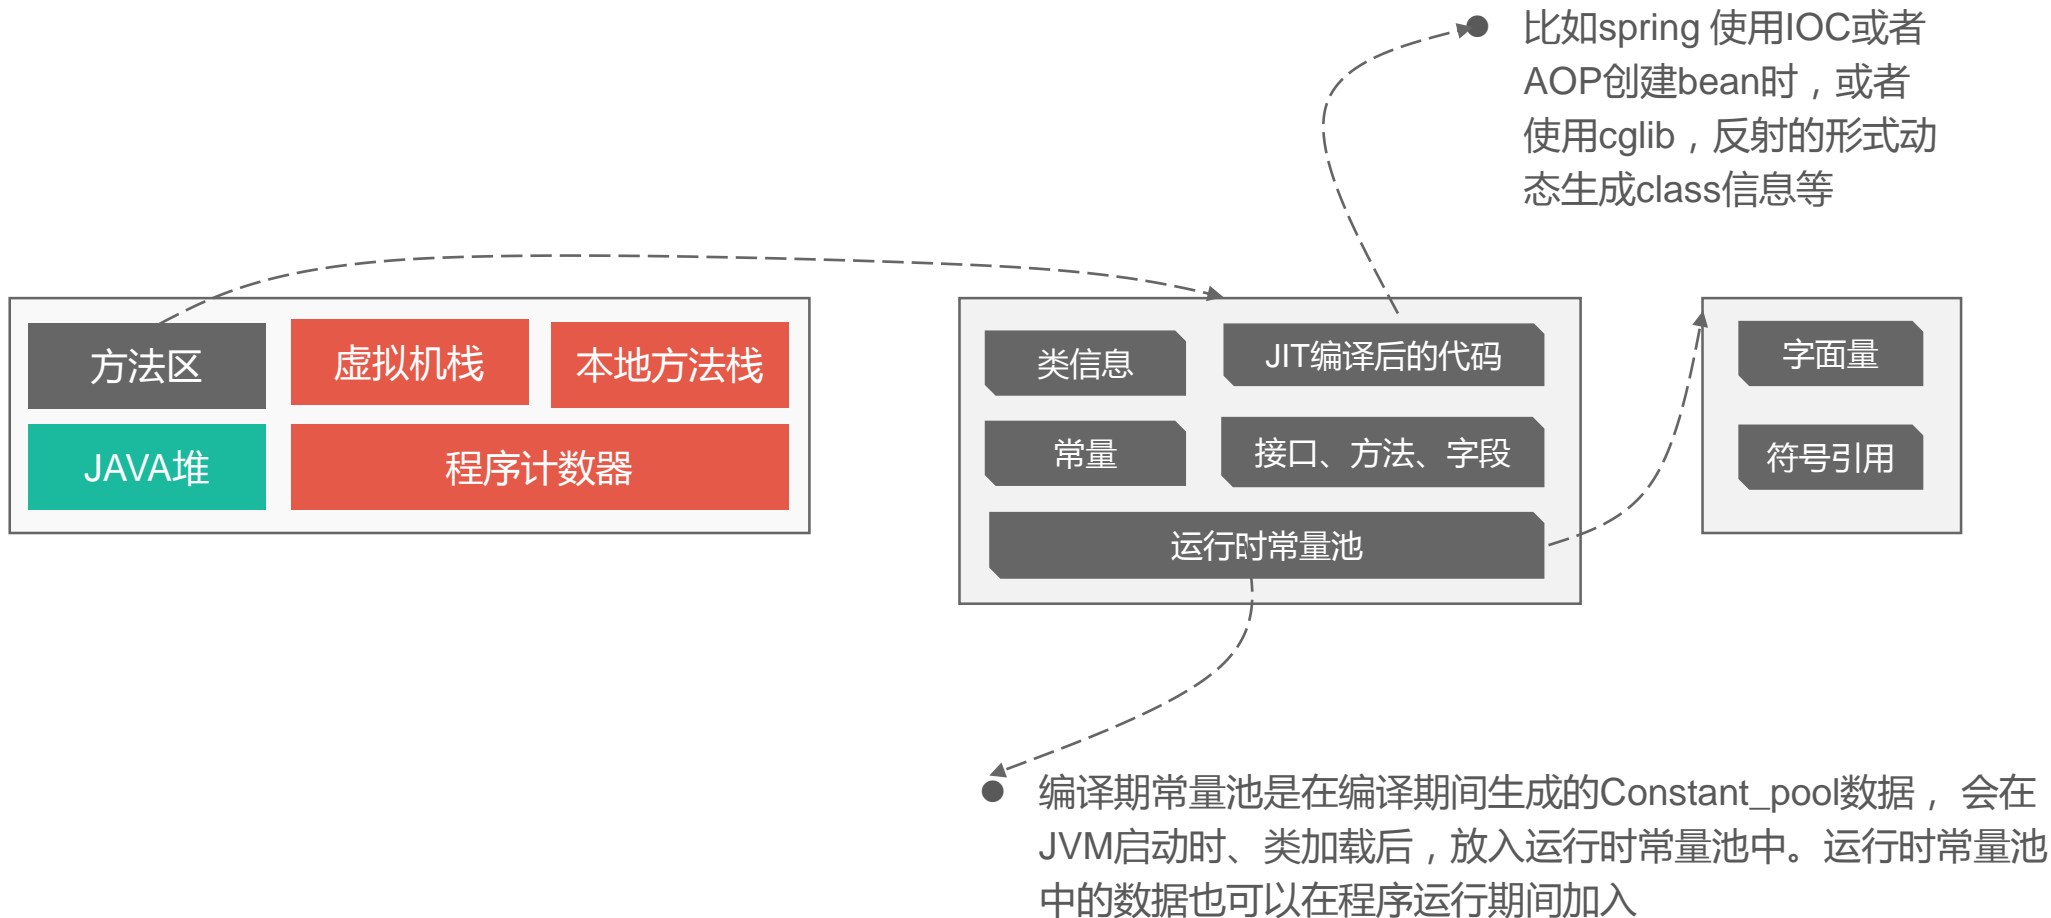 比如spring 使用IOC或者
AOP创建bean时，或者
使用cglib，反射的形式动
态生成class信息等
方法区
虚拟机栈
本地方法栈
JAVA堆
程序计数器
类信息
JIT编译后的代码
常量
接口、方法、字段
运行时常量池
字面量
符号引用
编译期常量池是在编译期间生成的Constant_pool数据， 会在
JVM启动时、类加载后，放入运行时常量池中。运行时常量池
中的数据也可以在程序运行期间加入